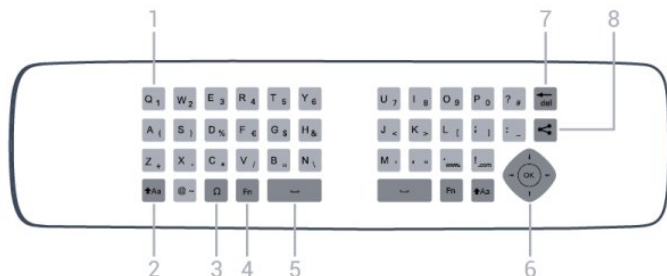 1 7 8
Q 1 W 2 E 3 R 4 T 5 Y 6 U 7 I 8 O 9 P 0 ? # del
A ( S ) D % F € G $ H & J < K > L [ ; ] : _
Z + X - C * V / B = N \ M ' , " . www. ! .com
Aa @ ~ Ω Fn Fn Aa OK
2 3 4 5 6